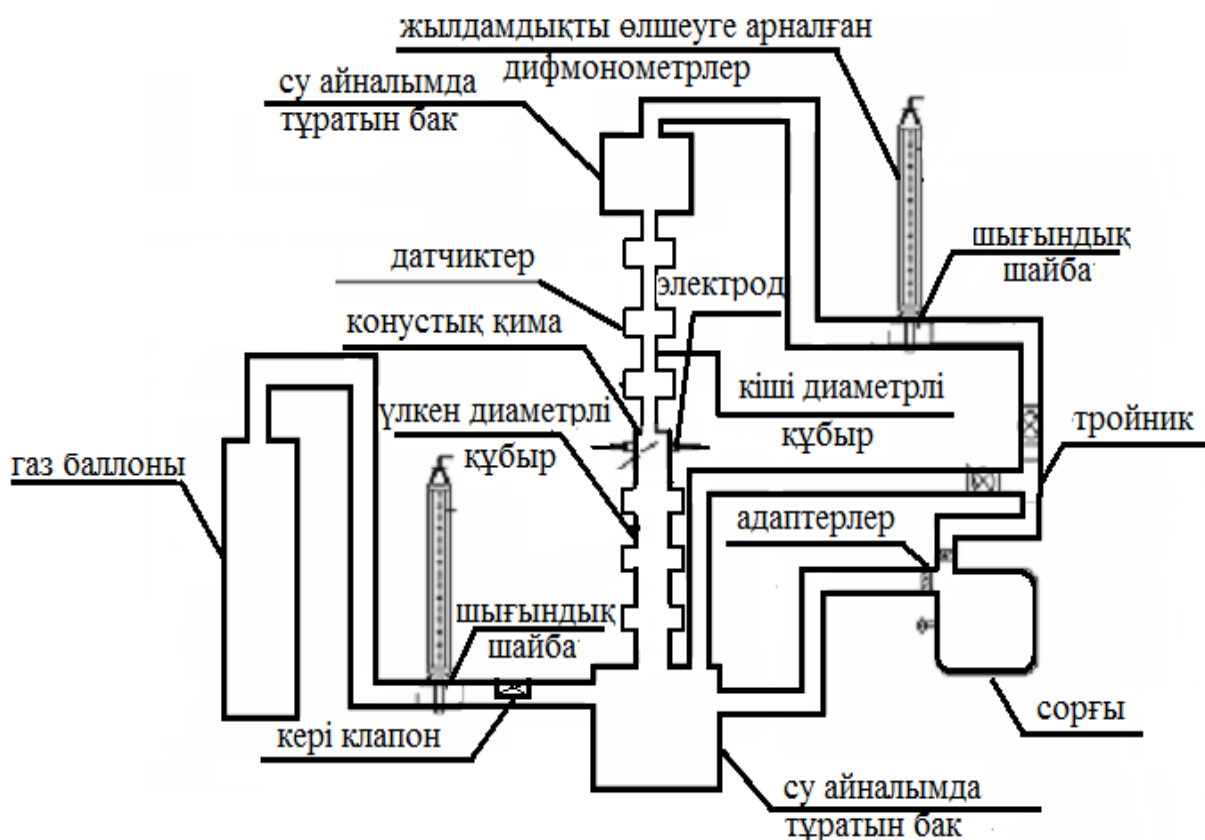 жылдамдықты өлшеуге арналған
дифмонометрлер
су айналымда
тұратын бак
шығындық
шайба
датчиктер
электрод
конустық қима
кіші диаметрлі
құбыр
үлкен диаметрлі
құбыр
тройник
газ баллоны
адаптерлер
шығындық
шайба
сорғы
кері клапон
су айналымда
тұратын бак